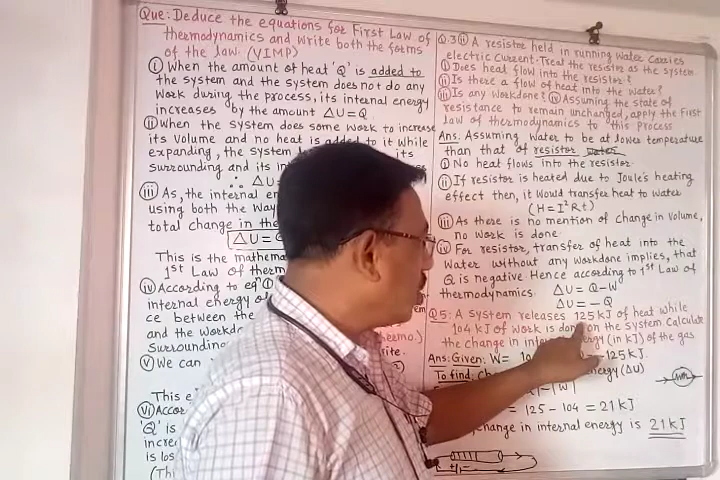 Que: Deduce the equations for First Law of
thermodynamics and write both the forms
of the law. (VIMP)
(i) When the amount of heat 'Q' is added to
the system and the system does not do any
work during the process, its internal energy
increases by the amount ΔU=Q
(ii) When the system does some work to increase
its volume and no heat is added to it while
expanding, the system its
surrounding and its in
∴ ΔU
(iii) As, the internal en
using both the way
total change in the
ΔU =
This is the mathema
1st Law of therm
(iv) According to eqn
internal energy o
ce between the
and the workdo
Surroundin
(v) We can
This e
(vi) Accor
'Q' is
incre
is los
(Thi
thermo.)
rite.
Q.3(ii) A resistor held in running water carries
electric current. Treat the resistor as the system
(i) Does heat flow into the resistor?
(ii) Is there a flow of heat into the water?
(iii) Is any workdone? (iv) Assuming the state of
resistance to remain unchanged, apply the First
law of thermodynamics to this process
Ans. Assuming water to be at lower temperature
than that of resistor water
(i) No heat flows into the resistor.
(ii) If resistor is heated due to Joule's heating
effect then, it would transfer heat to water
(H = I²Rt)
(iii) As there is no mention of change in volume,
no work is done.
(iv) For resistor, transfer of heat into the
water without any workdone implies, that
Q is negative Hence according to 1st Law of
thermodynamics. ΔU = Q-W
ΔU = -Q
Q5: A system releases 125 KJ of heat while
104 KJ of work is done on the system Calculate
the change in internal energy (in KJ) of the gas
Ans: Given: W= 10 -125KJ.
To find: Ch energy (ΔU)
|-|W|
= 125 - 104 = 21 KJ
change in internal energy is 21KJ